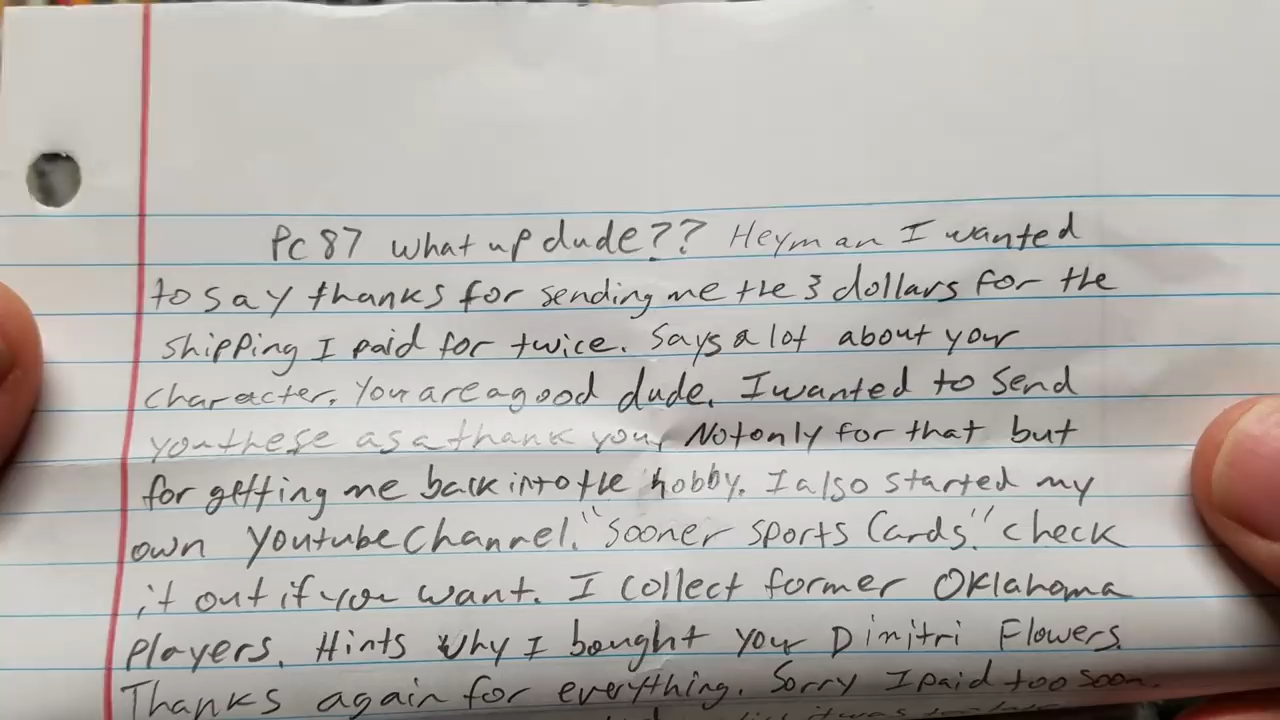 PC 87 what up dude?? Hey man I wanted
to say thanks for sending me the 3 dollars for the
shipping I paid for twice. Says a lot about your
character. You are a good dude. I wanted to send
you these as a thank you, Not only for that but
for getting me back into the hobby. I also started my
own Youtube Channel. "Sooner Sports Cards." check
it out if you want. I collect former Oklahoma
players. Hints why I bought your Dimitri Flowers.
Thanks again for everything. Sorry I paid too soon.